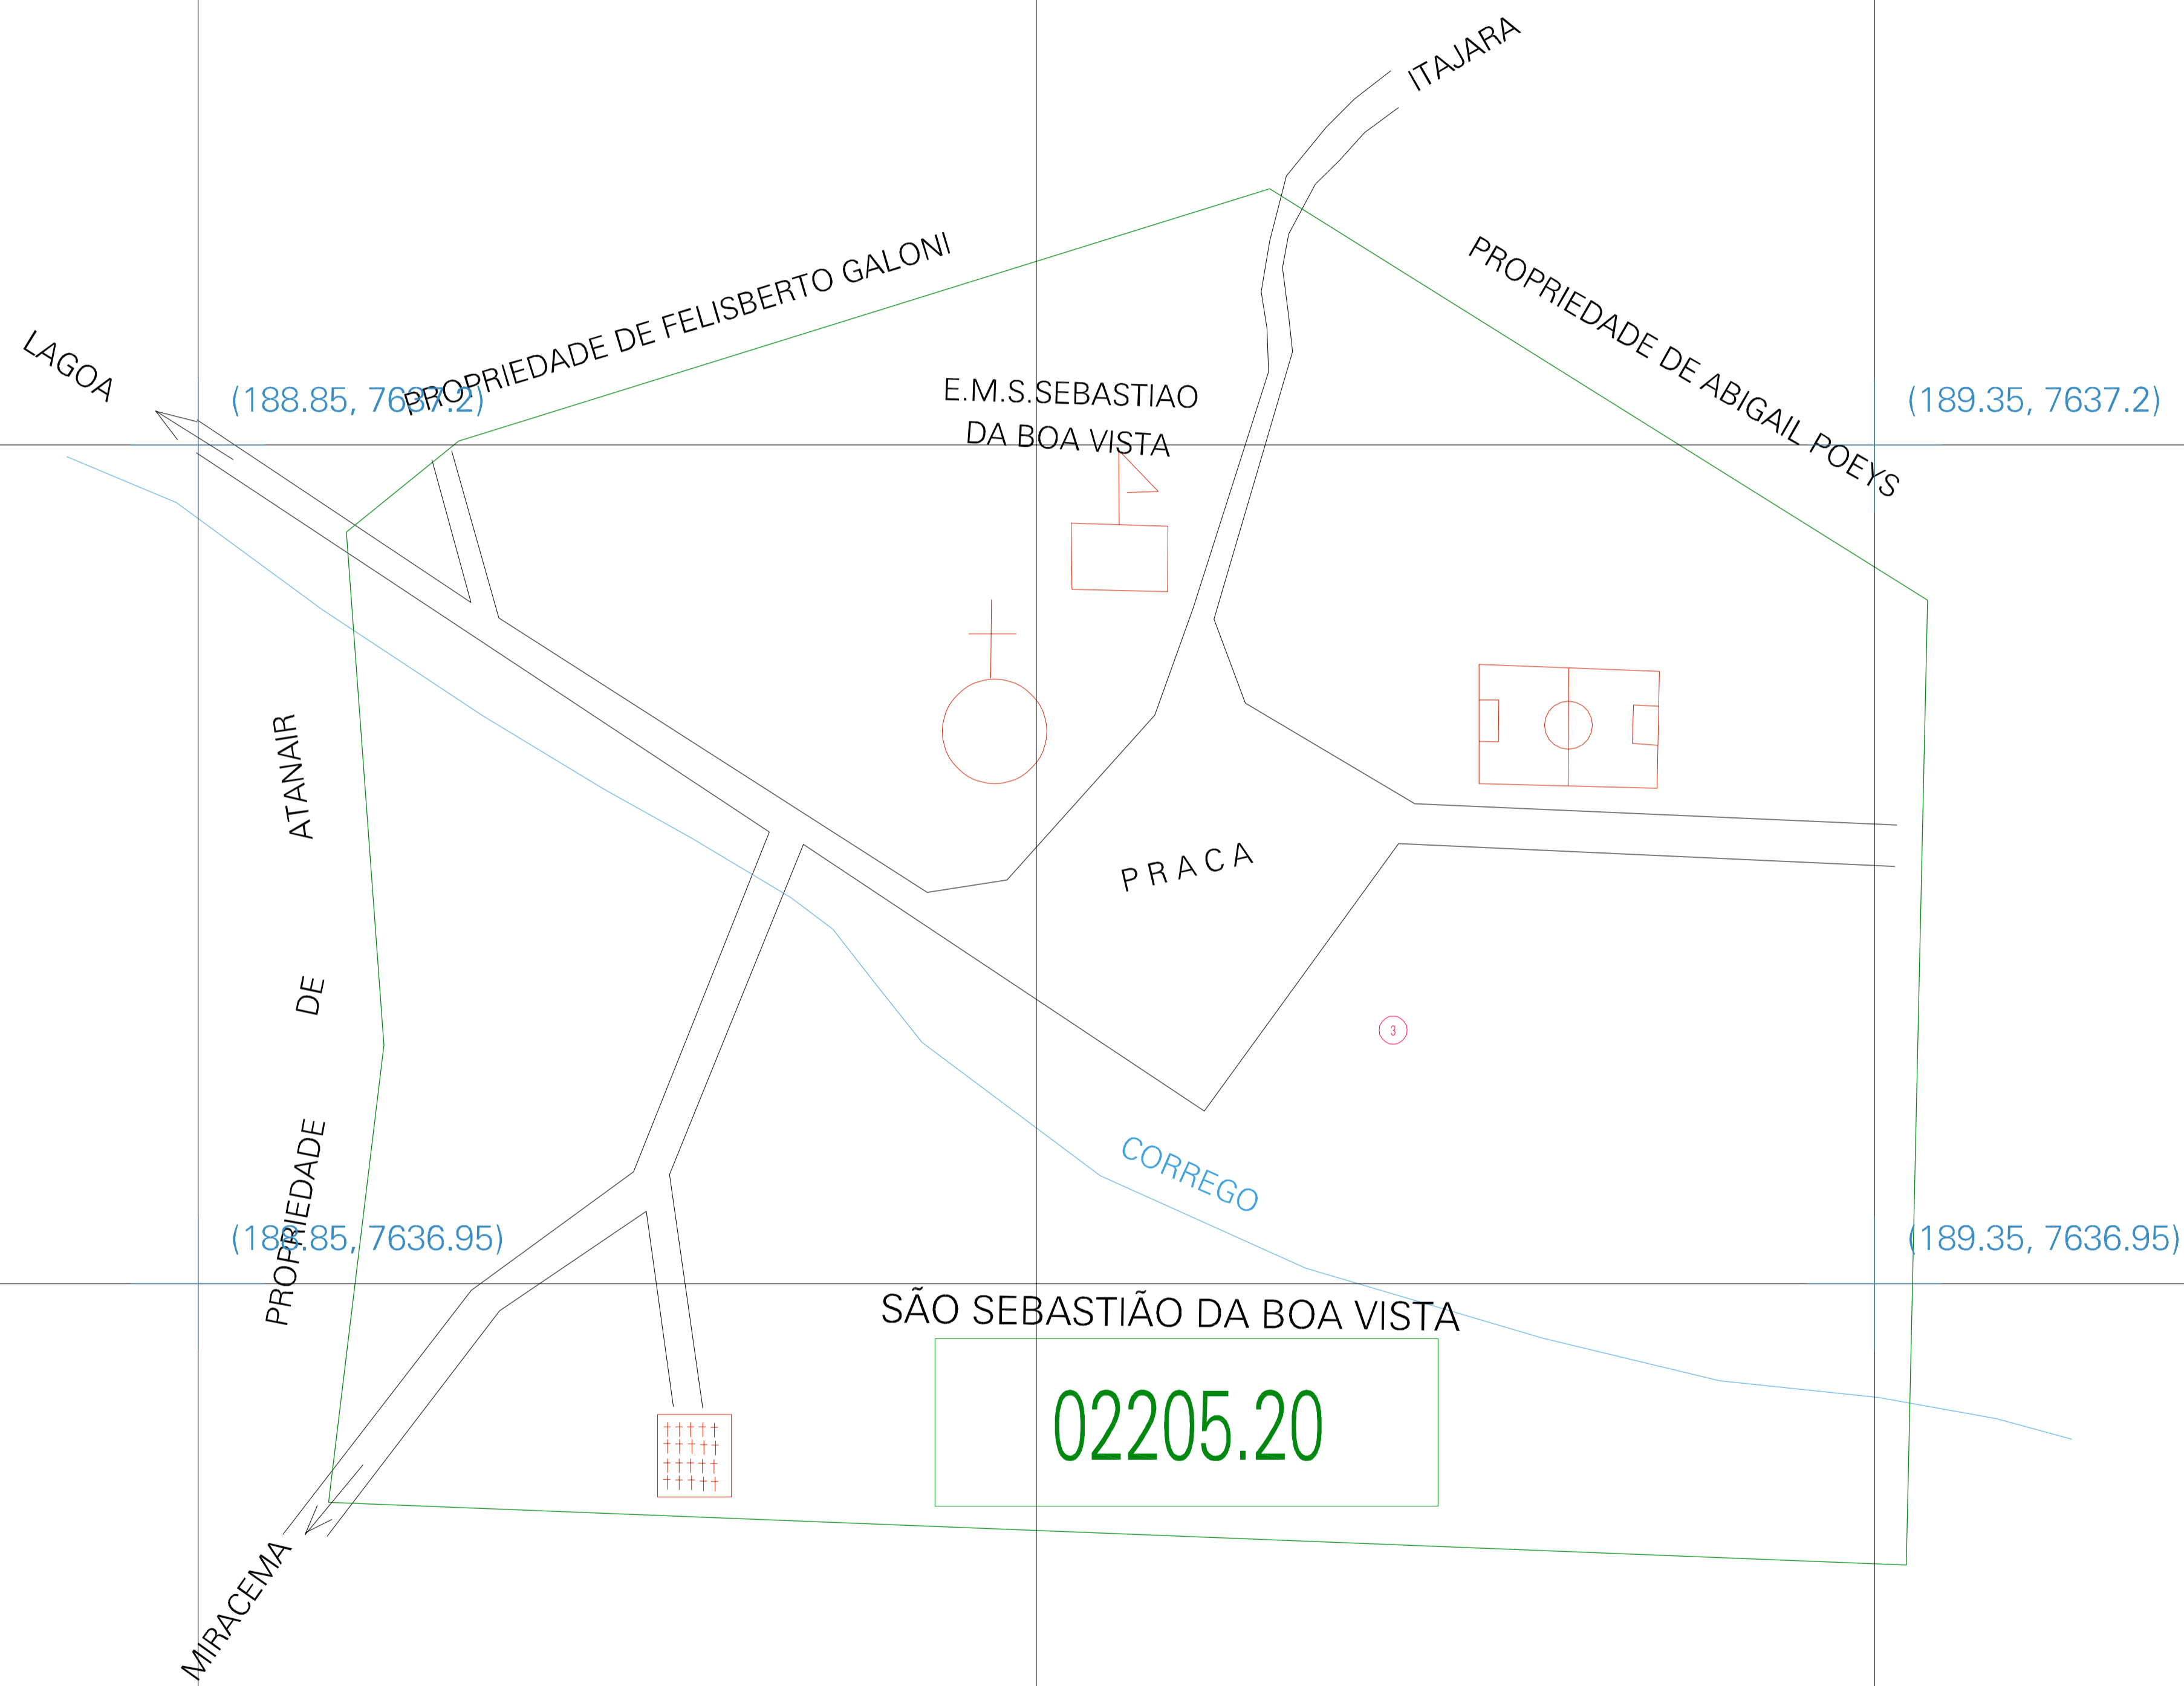 ITAJARA
PROPRIEDADE DE FELISBERTO GALONI
PROPRIEDADE DE ABIGAIL POEYS
LAGOA
(188.85, 7637.2)
E.M.S.SEBASTIAO
DA BOA VISTA
(189.35, 7637.2)
PROPRIEDADE DE ATANAIR
P R A C A
3
CORREGO
(188.85, 7636.95)
(189.35, 7636.95)
SÃO SEBASTIÃO DA BOA VISTA
02205.20
MIRACEMA